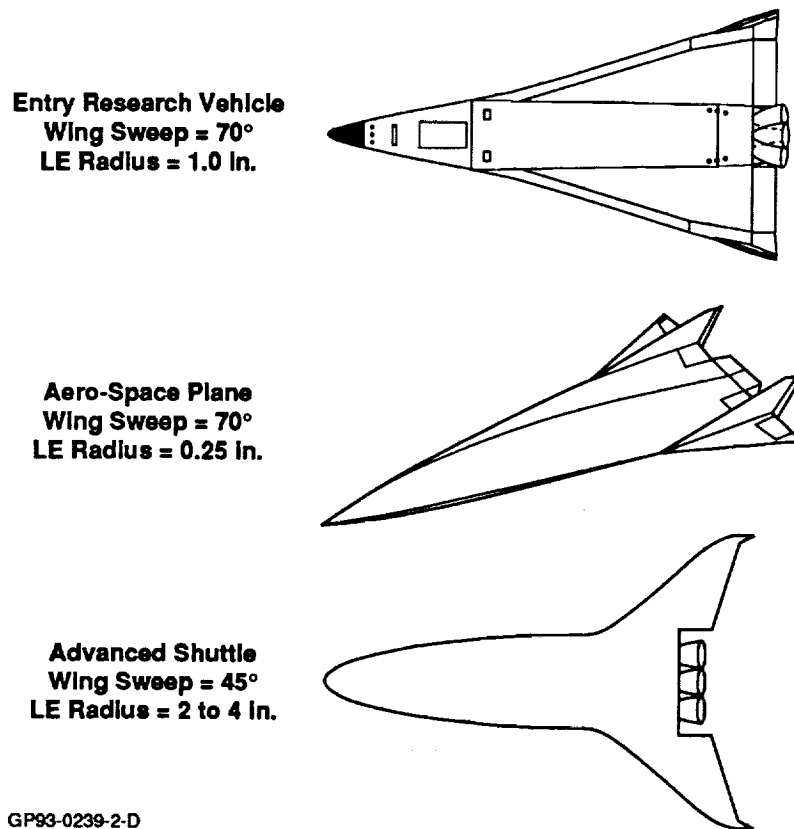 Entry Research Vehicle
Wing Sweep = 70°
LE Radius = 1.0 in.
Aero-Space Plane
Wing Sweep = 70°
LE Radius = 0.25 in.
Advanced Shuttle
Wing Sweep = 45°
LE Radius = 2 to 4 in.
GP93-0239-2-D